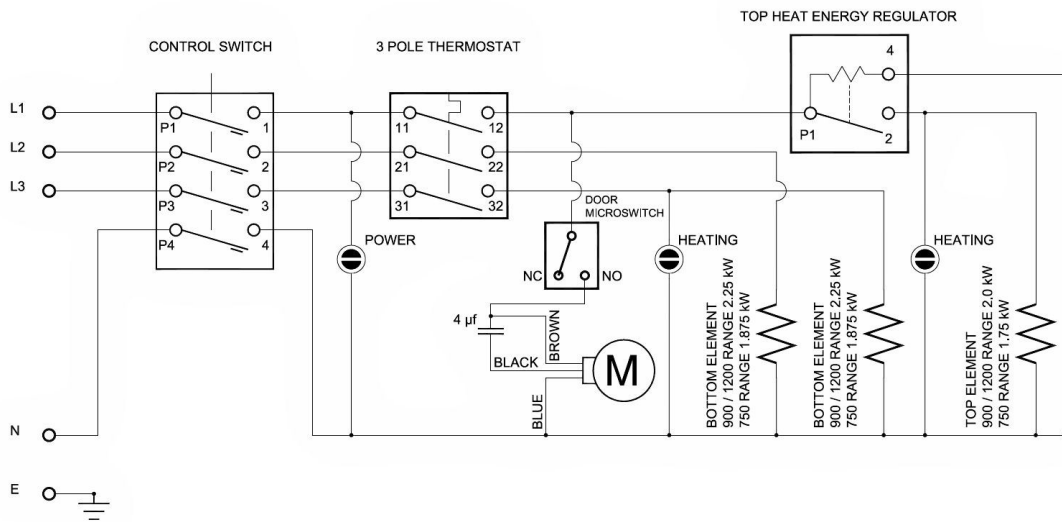 TOP HEAT ENERGY REGULATOR
CONTROL SWITCH
3 POLE THERMOSTAT
4
L1
P1
1
11
12
P1
2
L2
P2
2
21
22
L3
P3
3
31
32
DOOR
MICROSWITCH
P4
4
POWER
HEATING
HEATING
NC
NO
4 µf
BROWN
BLACK
M
BLUE
BOTTOM ELEMENT
900 / 1200 RANGE 2.25 kW
750 RANGE 1.875 kW
BOTTOM ELEMENT
900 / 1200 RANGE 2.25 kW
750 RANGE 1.875 kW
TOP ELEMENT
900 / 1200 RANGE 2.0 kW
750 RANGE 1.75 kW
N
E